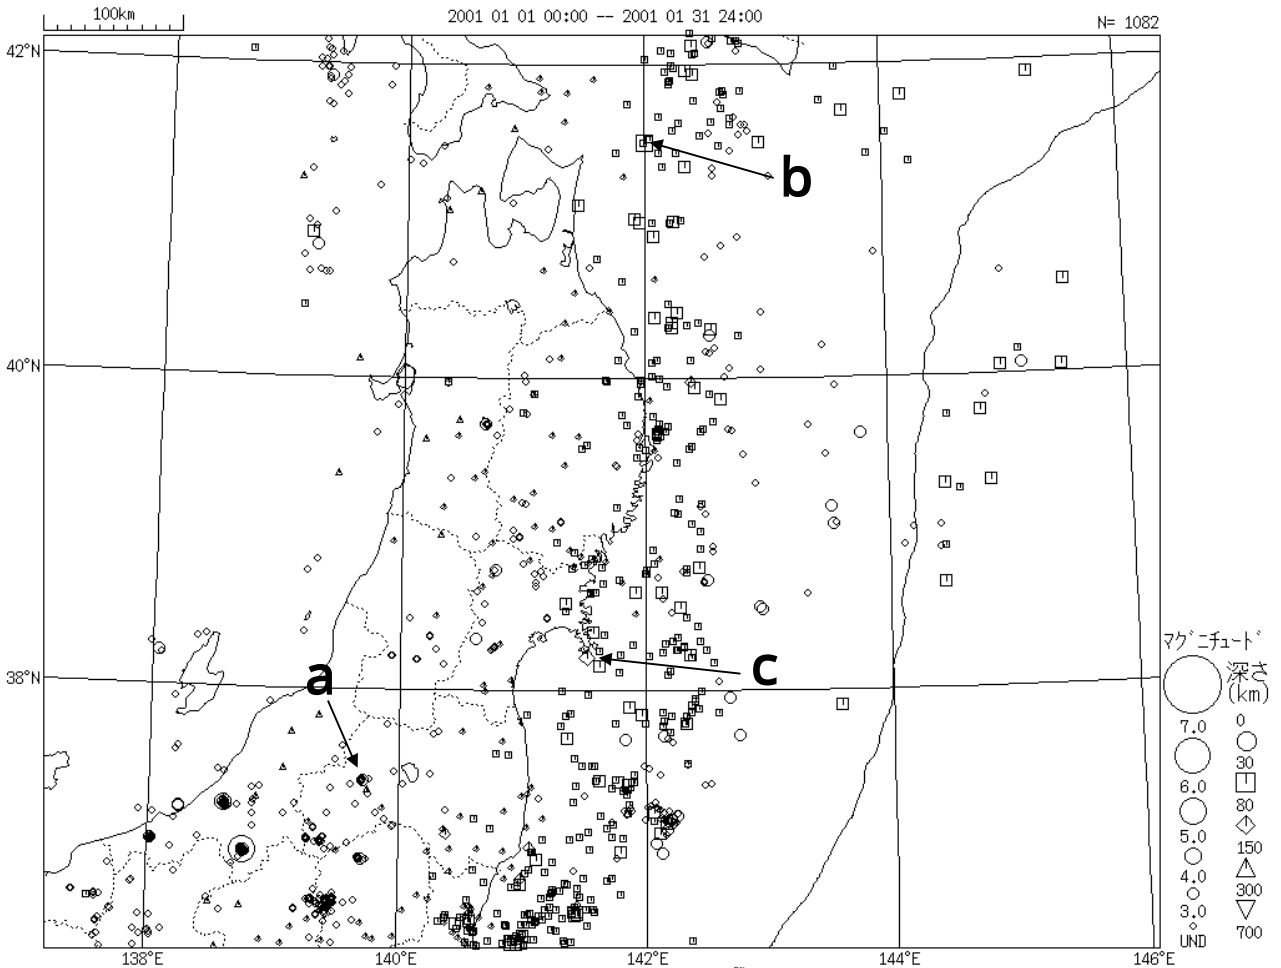 100km
2001 01 01 00:00 -- 2001 01 31 24:00
N= 1082
42°N
b
40°N
38°N
a
c
ﾏｸﾞﾆﾁｭｰﾄﾞ
深さ
(km)
7.0
0
30
6.0
80
5.0
150
4.0
300
3.0
700
UND
138°E
140°E
142°E
144°E
146°E